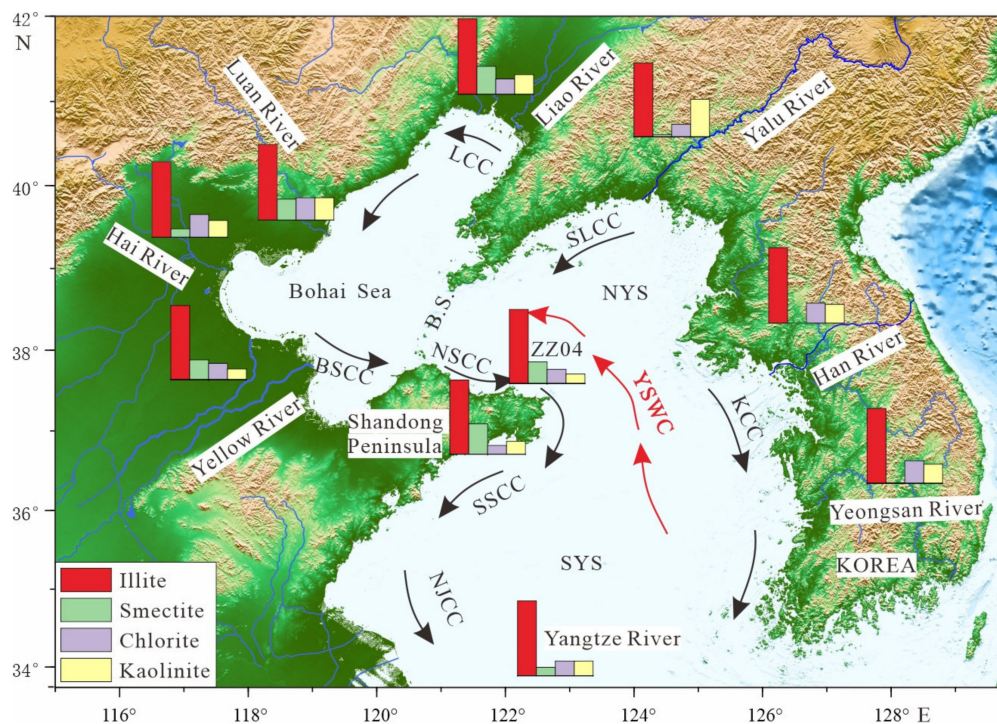 42°
N
40°
38°
36°
34°
116°
118°
120°
122°
124°
126°
128°
E
Luan River
Liao River
Yalu River
Hai River
LCC
SLCC
Bohai Sea
B.S.
NYS
BSCC
NSCC
ZZ04
YSWC
KCC
Han River
Yellow River
Shandong
Peninsula
SSCC
Yeongsan River
KOREA
SYS
NJCC
Yangtze River
Illite
Smectite
Chlorite
Kaolinite